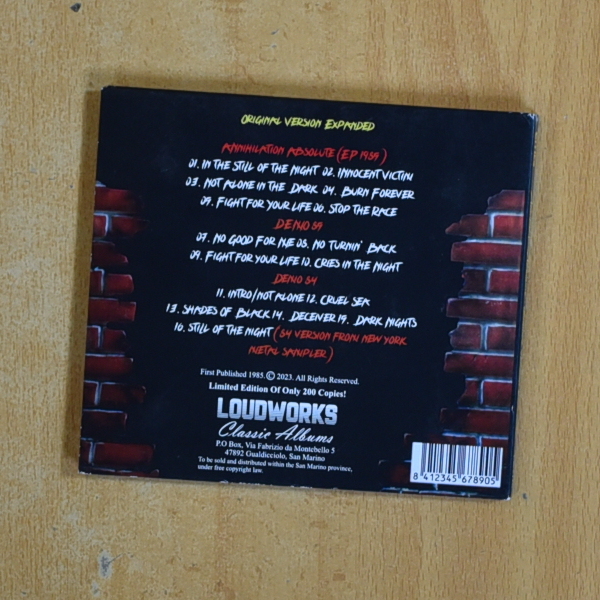 ORIGINAL VERSION EXPANDED
ANNIHILATION ABSOLUTE (EP 1959)
01. IN THE STILL OF THE NIGHT 02. INNOCENT VICTIM
03. NOT ALONE IN THE DARK 04. BURN FOREVER
09. FIGHT FOR YOUR LIFE 06. STOP THE RACE
DEMO 59
07. NO GOOD FOR ME 08. NO TURNIN' BACK
09. FIGHT FOR YOUR LIFE 10. CRIES IN THE NIGHT
DEMO 84
11. INTRO/NOT ALONE 12. CRUEL SEA
13. SHADES OF BLACK 14. DECEIVER 19. DARK NIGHTS
16. STILL OF THE NIGHT (84 VERSION FROM NEW YORK
METAL SAMPLER)
First Published 1985. © 2023. All Rights Reserved.
Limited Edition Of Only 200 Copies!
LOUDWORKS
Classic Albums
P.O Box, Via Fabrizio da Montebello 5
47892 Gualdicciolo, San Marino
To be sold and distributed within the San Marino province,
under free copyright law.
8 412345 678905